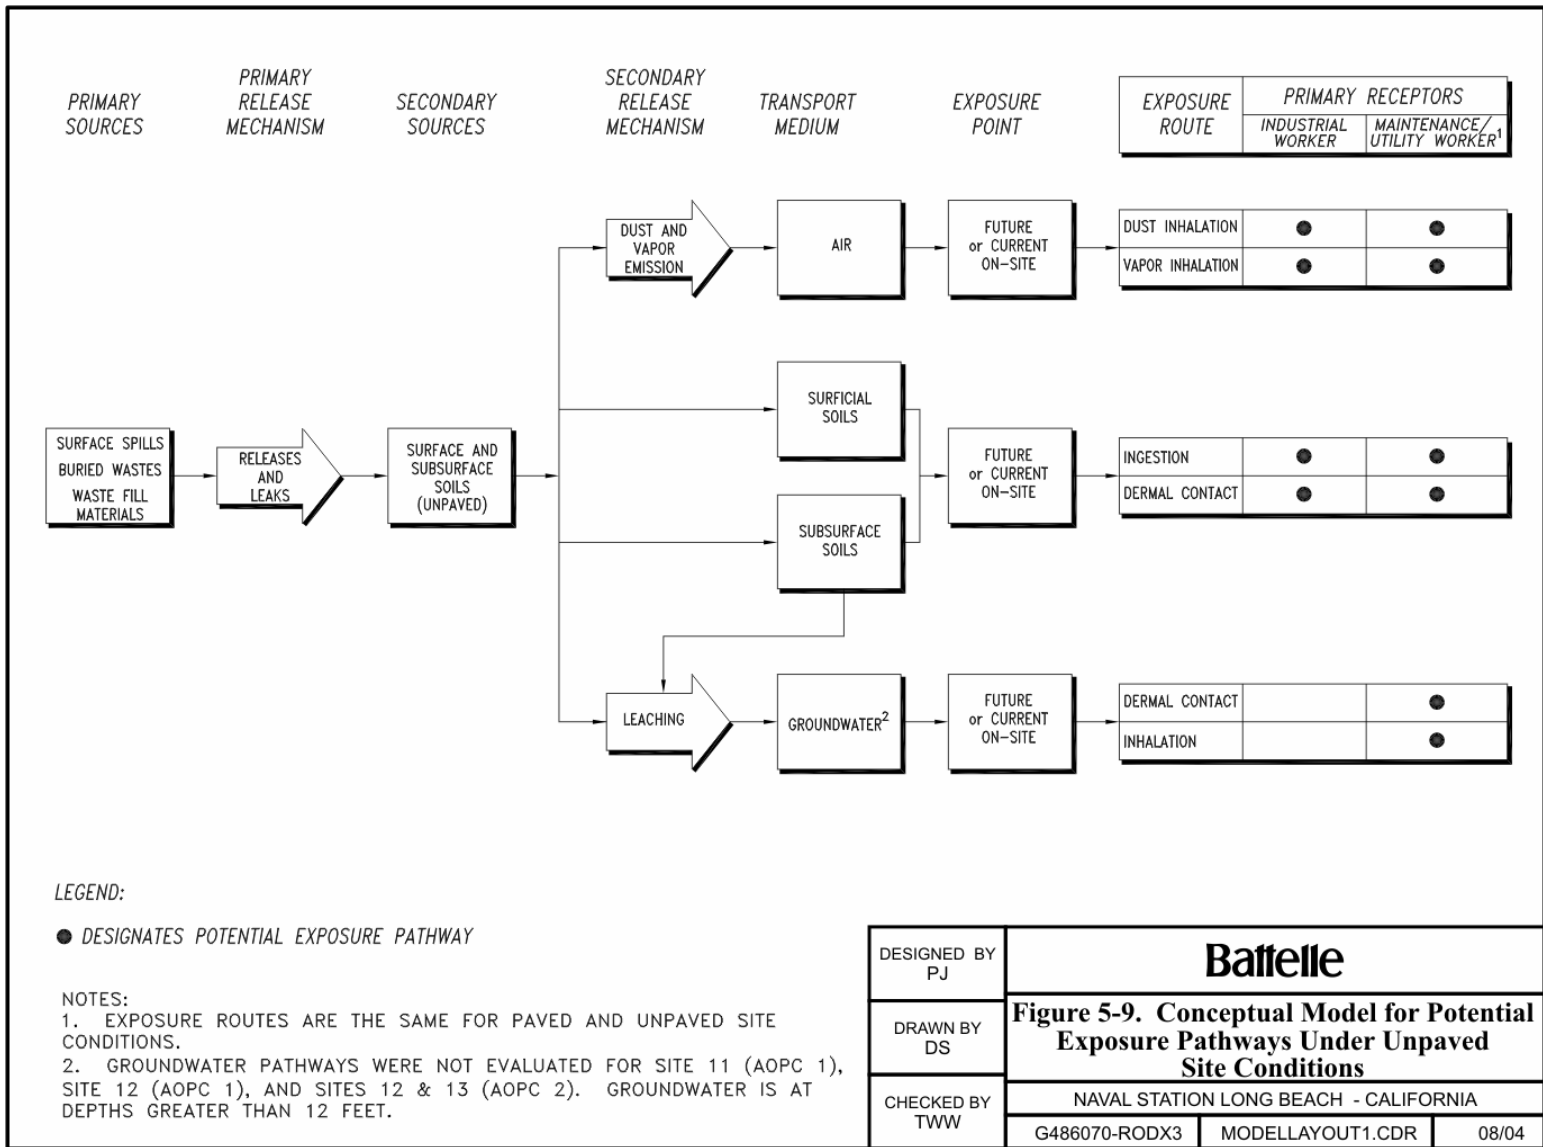 PRIMARY
SOURCES
PRIMARY
RELEASE
MECHANISM
SECONDARY
SOURCES
SECONDARY
RELEASE
MECHANISM
TRANSPORT
MEDIUM
EXPOSURE
POINT
EXPOSURE
ROUTE
PRIMARY RECEPTORS
INDUSTRIAL
WORKER
MAINTENANCE/
UTILITY WORKER1
DUST AND
VAPOR
EMISSION
AIR
FUTURE
or CURRENT
ON-SITE
DUST INHALATION
VAPOR INHALATION
SURFICIAL
SOILS
SURFACE SPILLS
BURIED WASTES
WASTE FILL
MATERIALS
RELEASES
AND
LEAKS
SURFACE AND
SUBSURFACE
SOILS
(UNPAVED)
SUBSURFACE
SOILS
FUTURE
or CURRENT
ON-SITE
INGESTION
DERMAL CONTACT
LEACHING
GROUNDWATER2
FUTURE
or CURRENT
ON-SITE
DERMAL CONTACT
INHALATION
LEGEND:
DESIGNATES POTENTIAL EXPOSURE PATHWAY
NOTES:
1. EXPOSURE ROUTES ARE THE SAME FOR PAVED AND UNPAVED SITE
CONDITIONS.
2. GROUNDWATER PATHWAYS WERE NOT EVALUATED FOR SITE 11 (AOPC 1),
SITE 12 (AOPC 1), AND SITES 12 & 13 (AOPC 2). GROUNDWATER IS AT
DEPTHS GREATER THAN 12 FEET.
DESIGNED BY
PJ
DRAWN BY
DS
CHECKED BY
TWW
Battelle
Figure 5-9. Conceptual Model for Potential
Exposure Pathways Under Unpaved
Site Conditions
NAVAL STATION LONG BEACH - CALIFORNIA
G486070-RODX3
MODELLAYOUT1.CDR
08/04